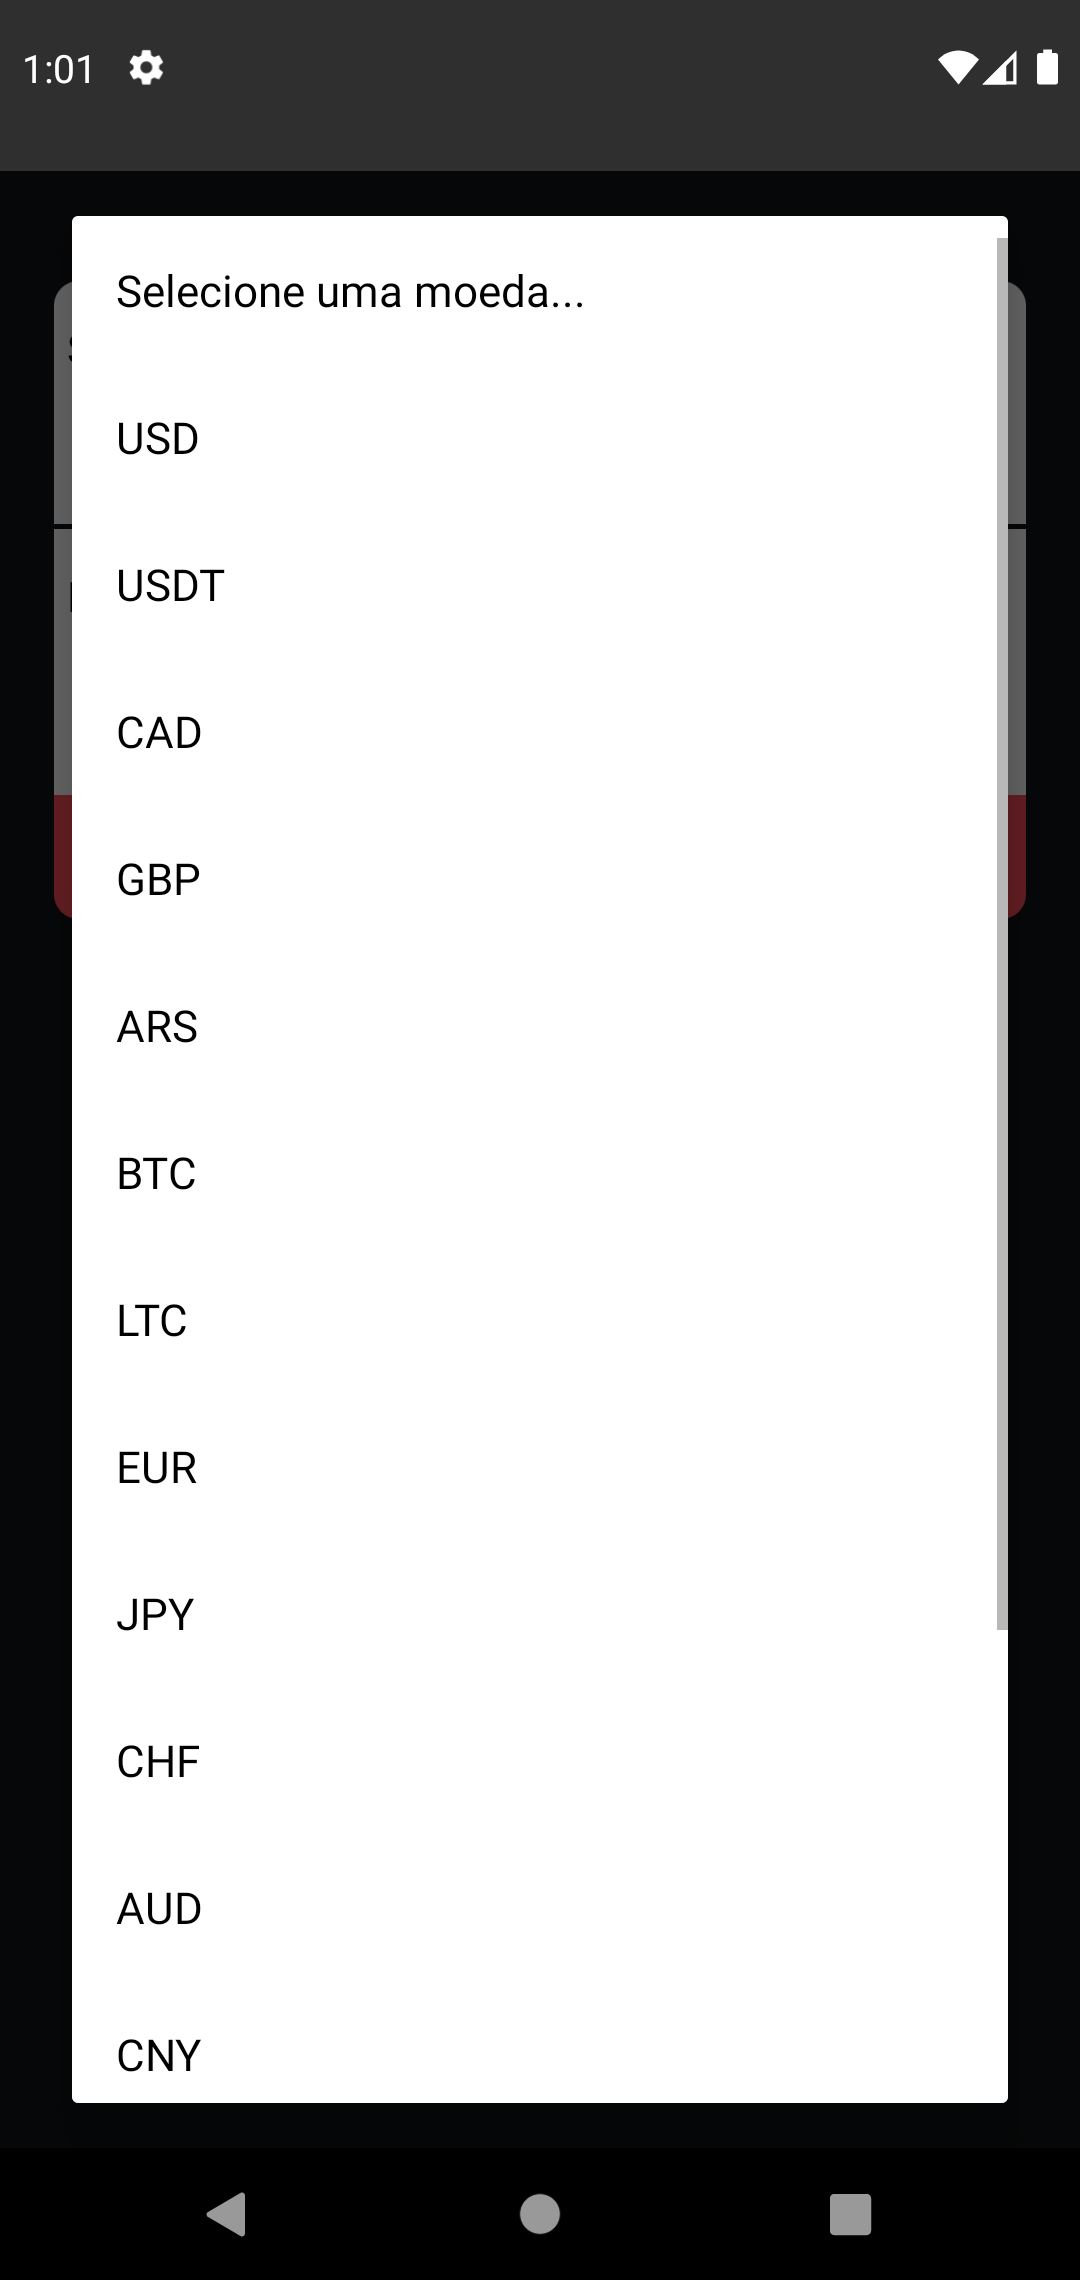 1:01
Selecione uma moeda...
USD
USDT
CAD
GBP
ARS
BTC
LTC
EUR
JPY
CHF
AUD
CNY